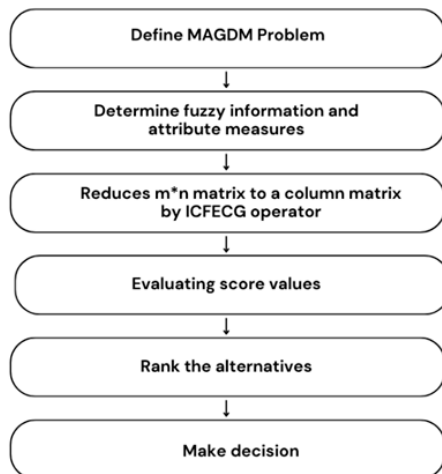 Define MAGDM Problem
Determine fuzzy information and
attribute measures
Reduces m*n matrix to a column matrix
by ICFECG operator
Evaluating score values
Rank the alternatives
Make decision